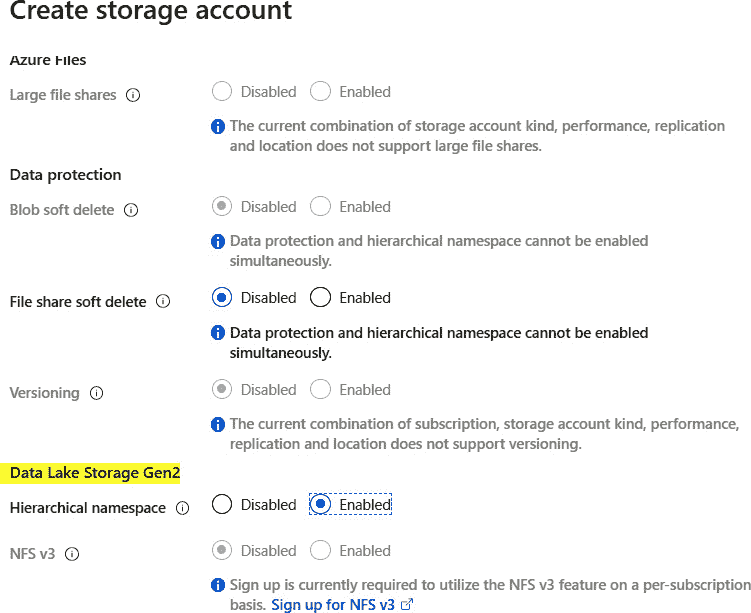 Create storage account
Azure Files
Large file shares
Disabled
Enabled
The current combination of storage account kind, performance, replication
and location does not support large file shares.
Data protection
Blob soft delete
Disabled
Enabled
Data protection and hierarchical namespace cannot be enabled
simultaneously.
File share soft delete
Disabled
Enabled
Data protection and hierarchical namespace cannot be enabled
simultaneously.
Versioning
Disabled
Enabled
The current combination of subscription, storage account kind, performance,
replication and location does not support versioning.
Data Lake Storage Gen2
Hierarchical namespace
Disabled
Enabled
NFS v3
Disabled
Enabled
Sign up is currently required to utilize the NFS v3 feature on a per-subscription
basis. Sign up for NFS v3